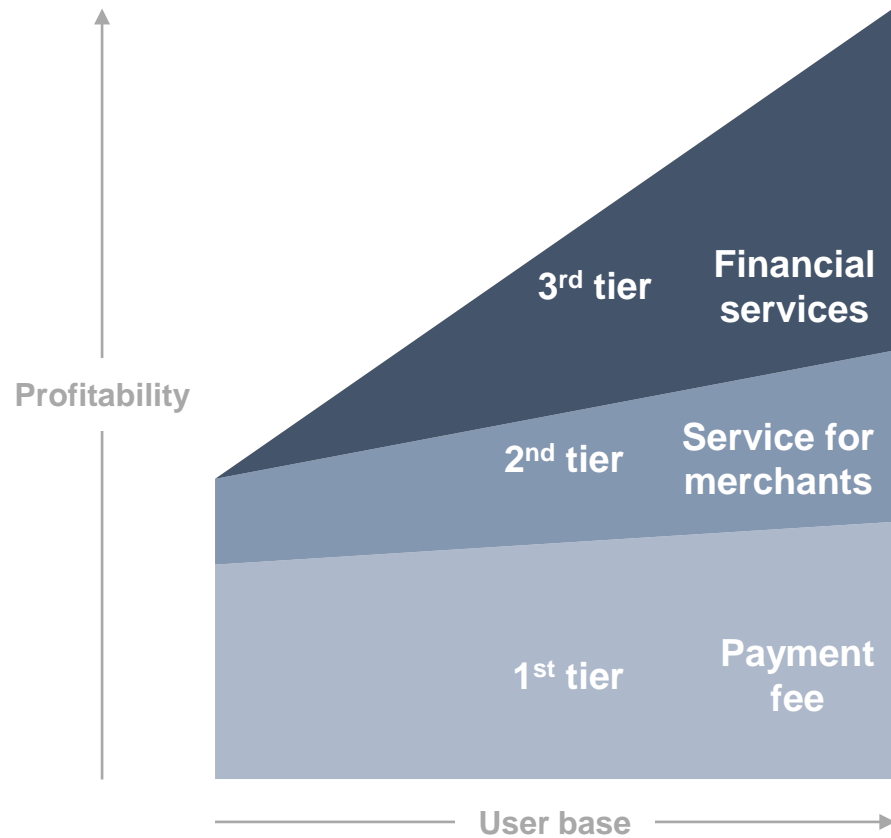 3rd tier
Financial
services
Profitability
2nd tier
Service for
merchants
1st tier
Payment
fee
User base